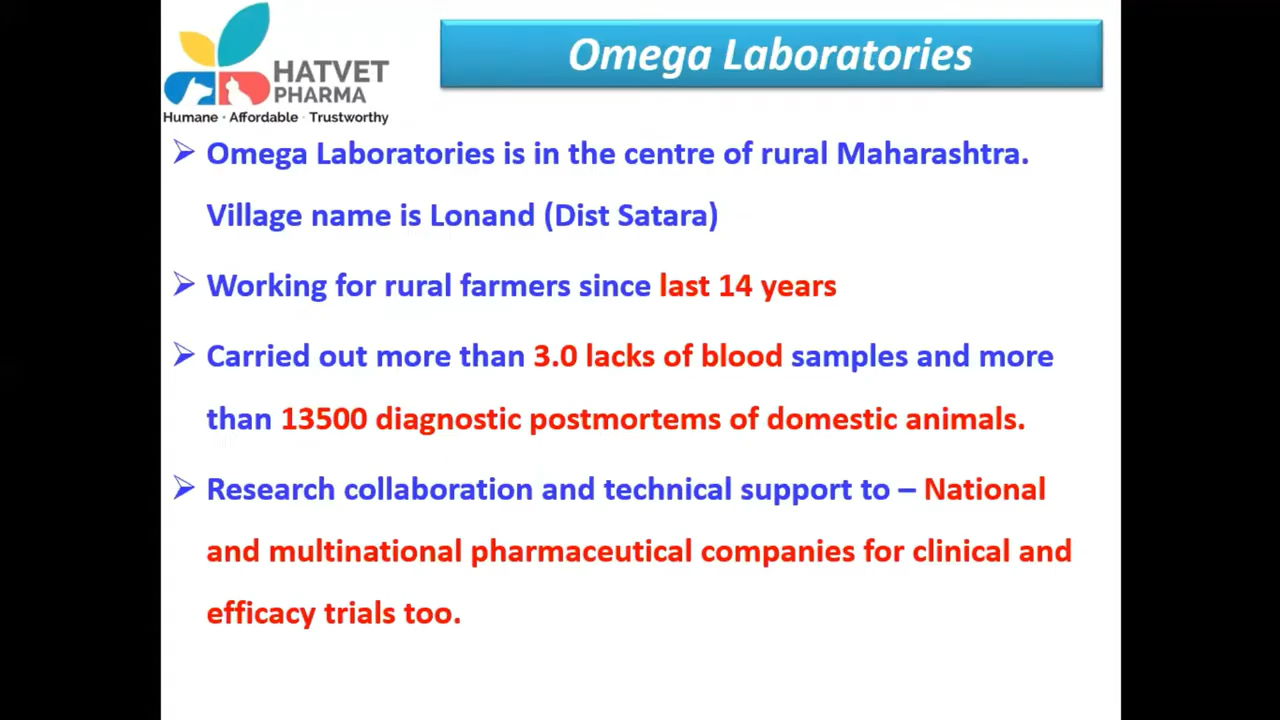 HATVET
PHARMA
Humane • Affordable · Trustworthy
Omega Laboratories
Omega Laboratories is in the centre of rural Maharashtra.
Village name is Lonand (Dist Satara)
Working for rural farmers since last 14 years
Carried out more than 3.0 lacks of blood samples and more
than 13500 diagnostic postmortems of domestic animals.
Research collaboration and technical support to – National
and multinational pharmaceutical companies for clinical and
efficacy trials too.